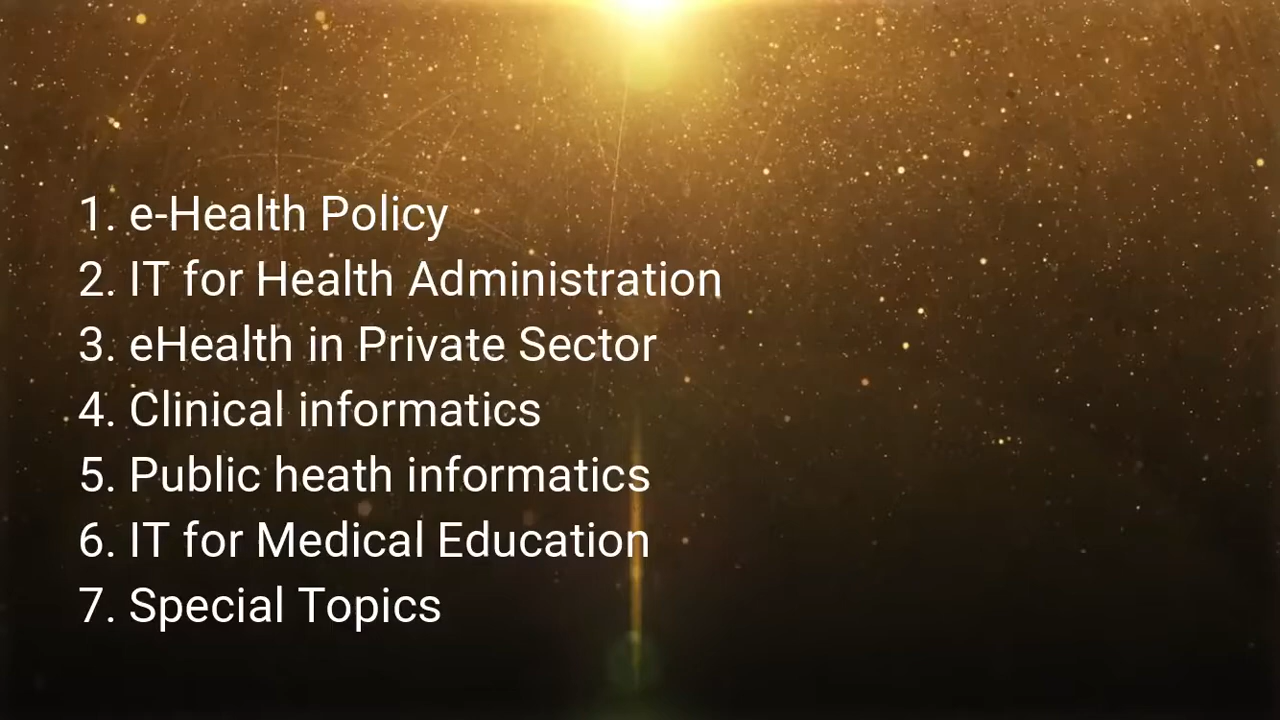 1. e-Health Policy
2. IT for Health Administration
3. eHealth in Private Sector
4. Clinical informatics
5. Public heath informatics
6. IT for Medical Education
7. Special Topics